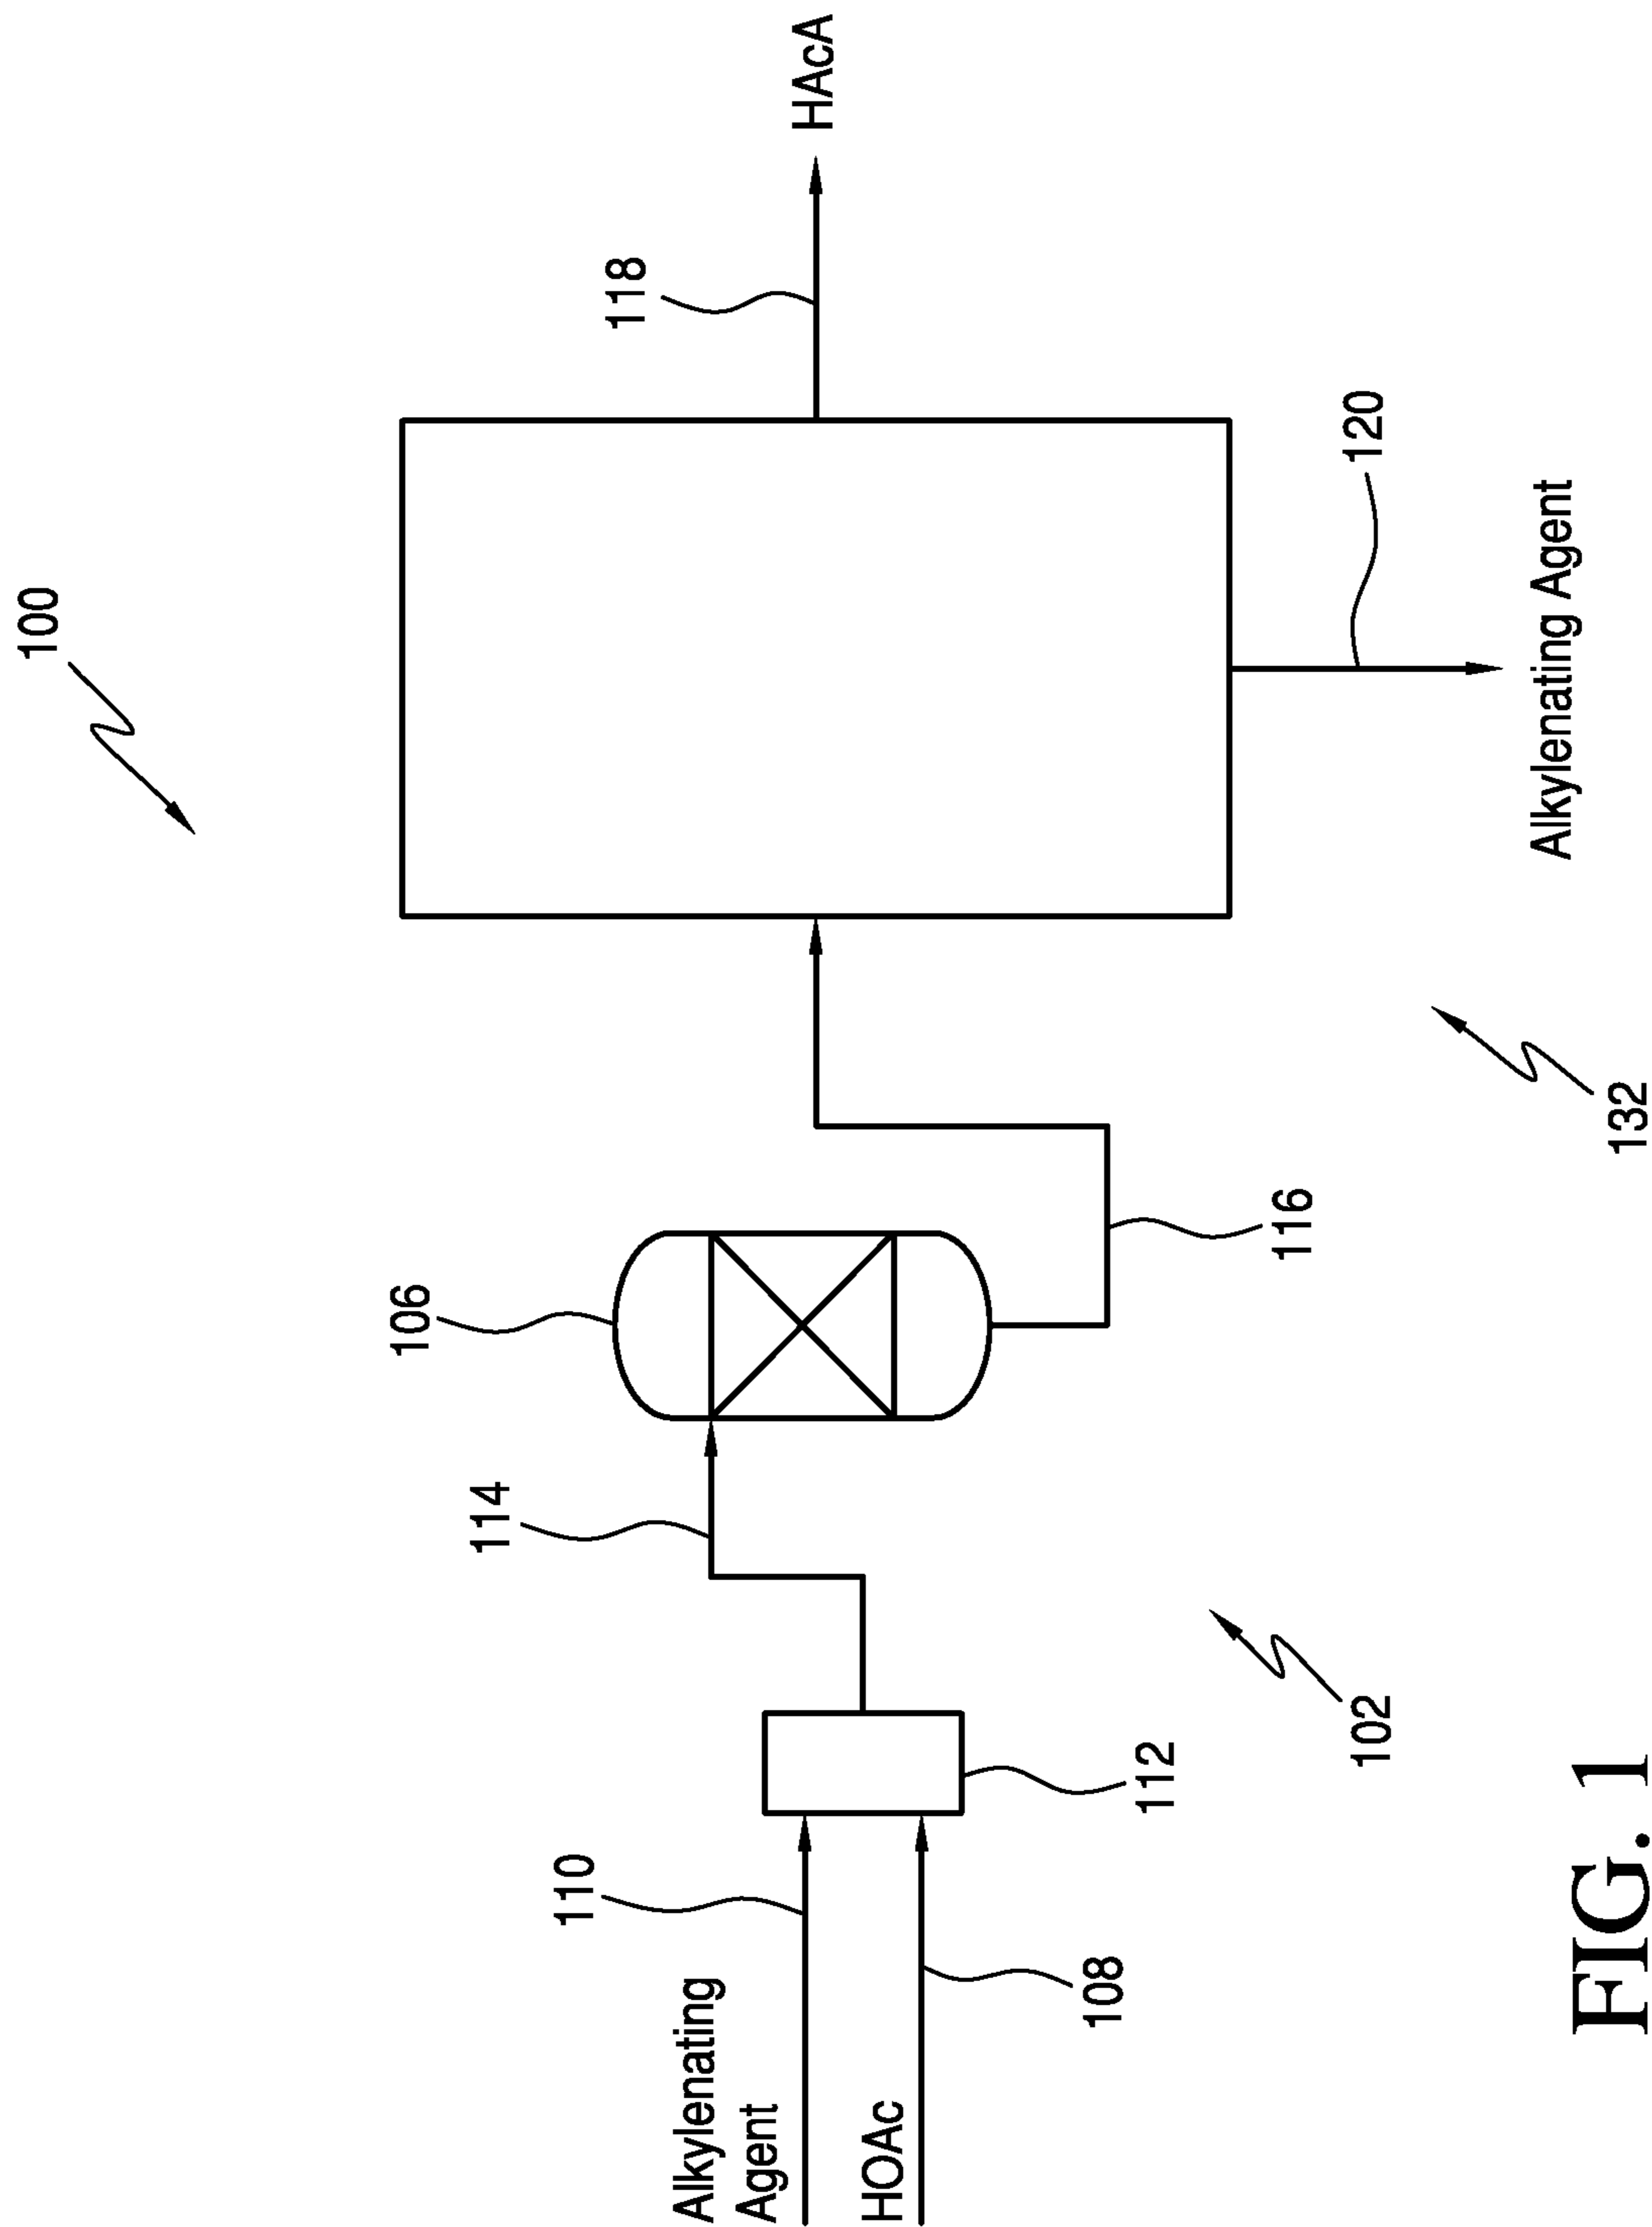 100
118
HAcA
106
120
114
Alkylenating Agent
110
116
Alkylenating
Agent
132
HOAc
112
108
102
FIG. 1